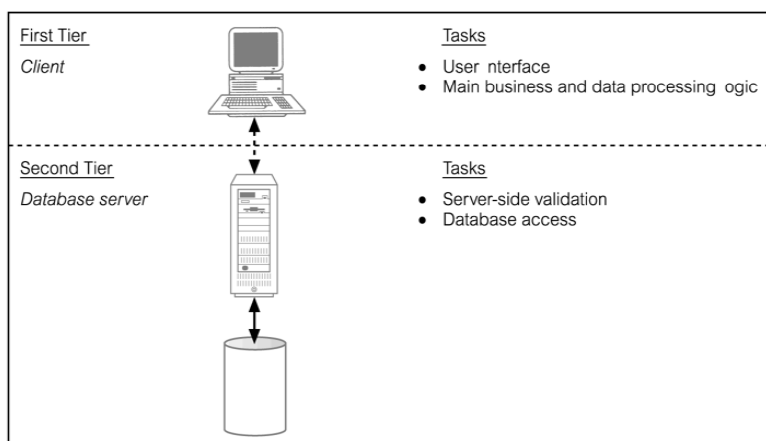 First Tier
Tasks
Client
● User nterface
● Main business and data processing ogic
Second Tier
Tasks
Database server
● Server-side validation
● Database access